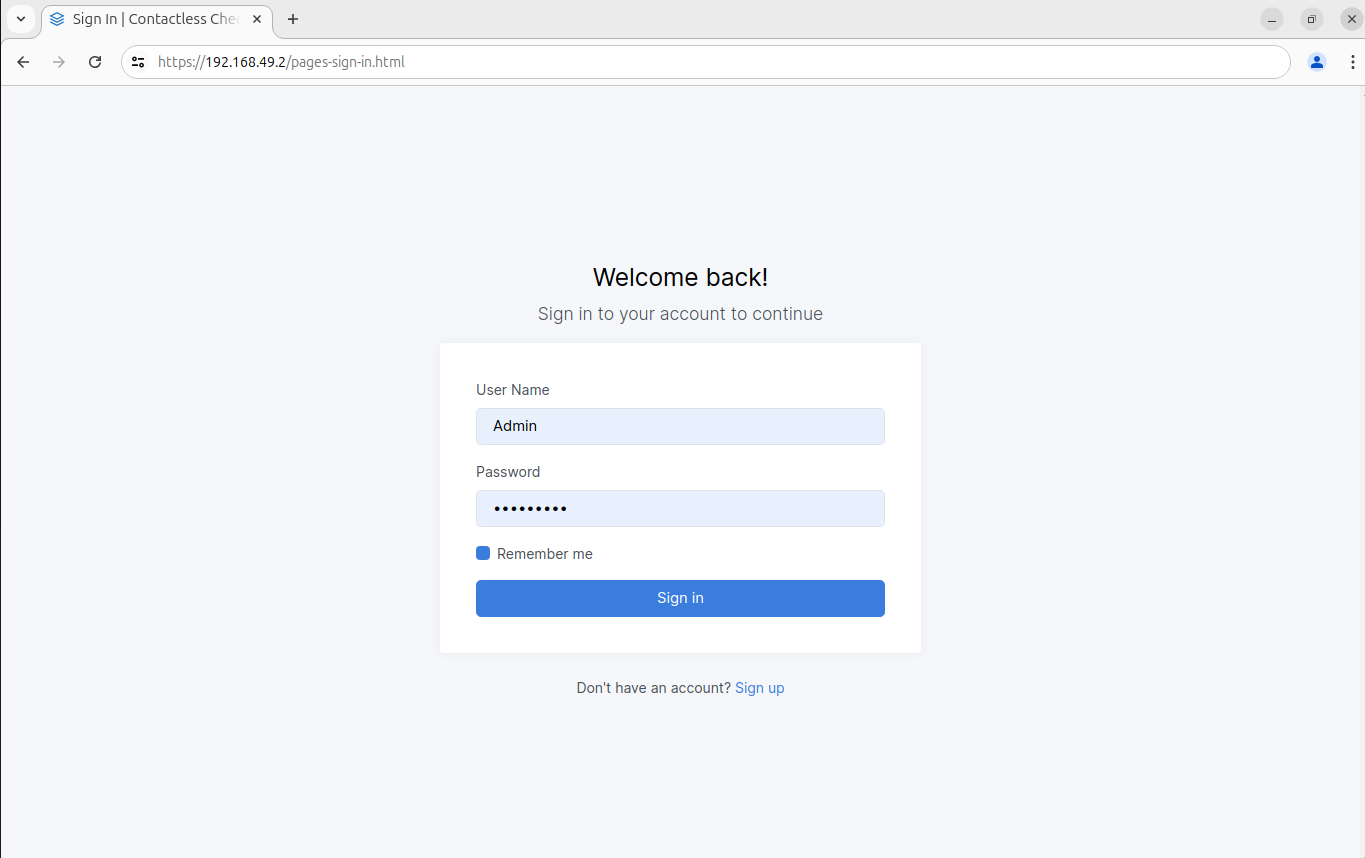 Sign In | Contactless Che
https://192.168.49.2/pages-sign-in.html
Welcome back!
Sign in to your account to continue
User Name
Admin
Password
•••••••••
Remember me
Sign in
Don't have an account? Sign up